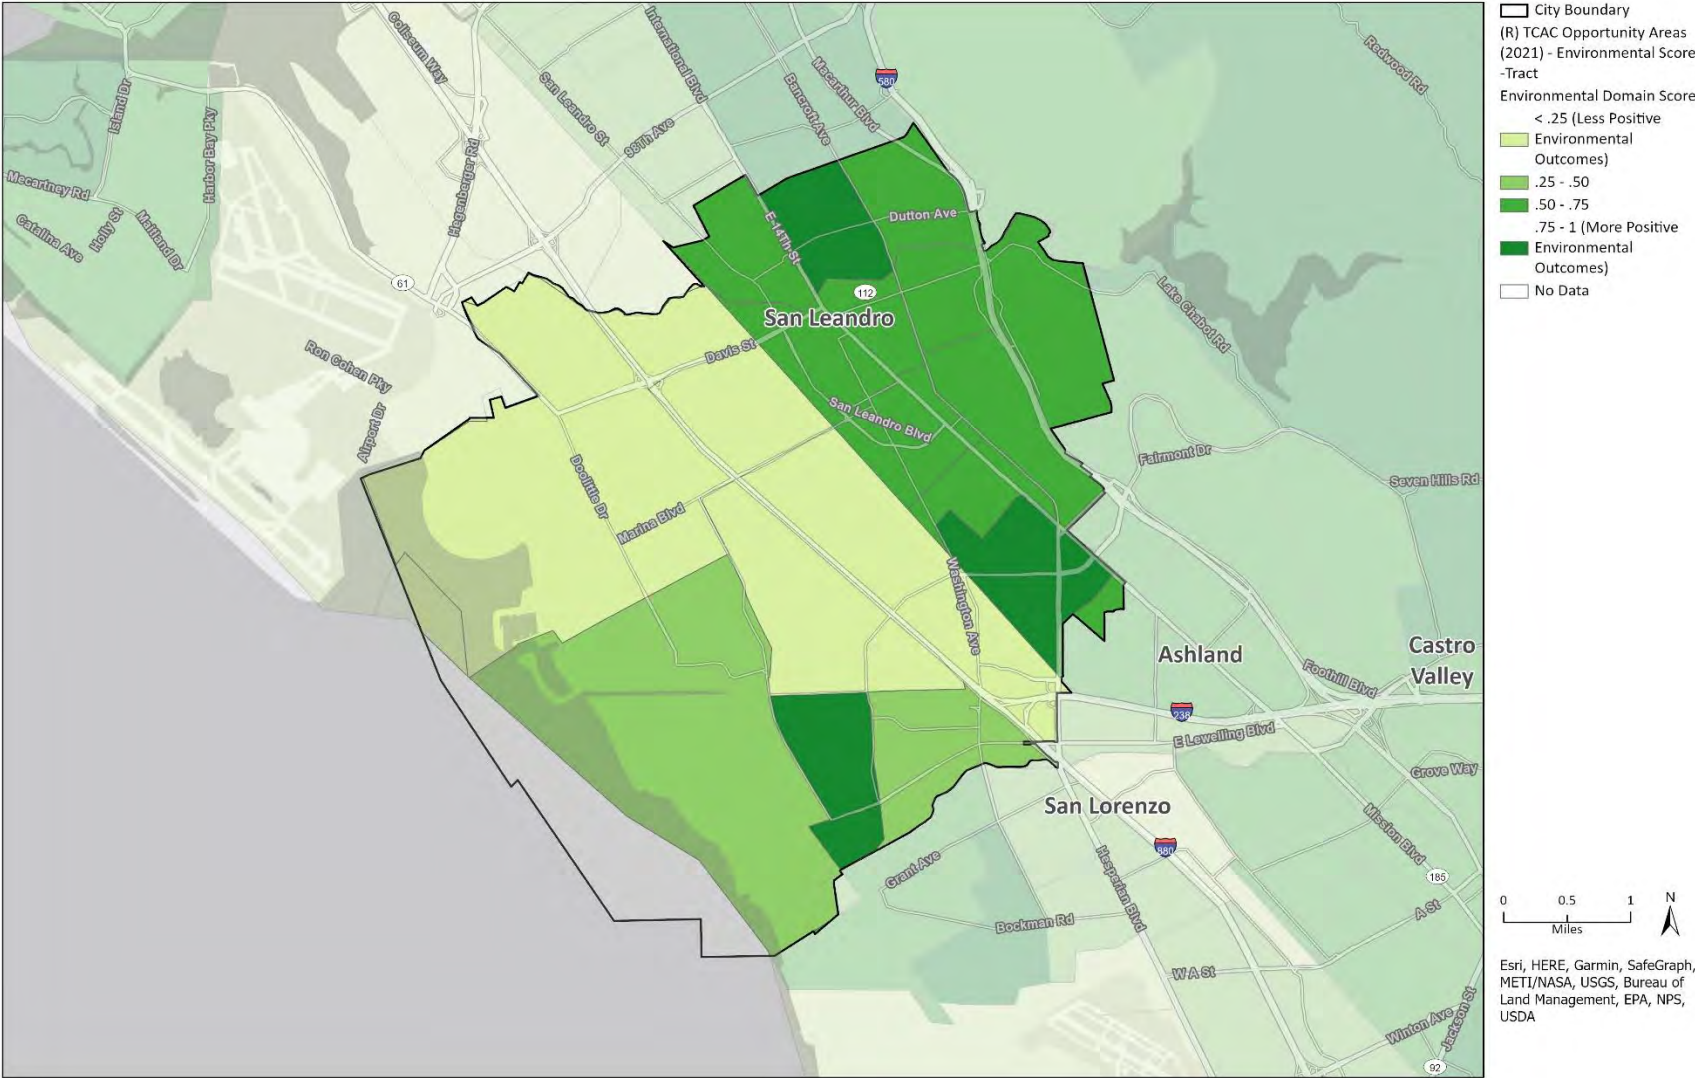 City Boundary
(R) TCAC Opportunity Areas
(2021) - Environmental Score
-Tract
Environmental Domain Score
< .25 (Less Positive
Environmental
Outcomes)
.25 - .50
.50 - .75
.75 - 1 (More Positive
Environmental
Outcomes)
No Data
0 0.5 1
Miles
N
Esri, HERE, Garmin, SafeGraph,
METI/NASA, USGS, Bureau of
Land Management, EPA, NPS,
USDA
Coliseum Way
International Blvd
San Leandro St
98Th Ave
Bancroft Ave
Macarthur Blvd
580
Redwood Rd
Island Dr
Harbor Bay Pky
Mecartney Rd
Holly St
Catalina Ave
Maitland Dr
Hegenberger Rd
61
E 14Th St
Dutton Ave
112
San Leandro
Davis St
Lake Chabot Rd
Ron Cohen Pky
Airport Dr
San Leandro Blvd
Fairmont Dr
Seven Hills Rd
Doolittle Dr
Marina Blvd
Washington Ave
Ashland
Castro
Valley
Foothill Blvd
238
E Lewelling Blvd
Grove Way
San Lorenzo
Mission Blvd
880
Grant Ave
Hesperian Blvd
185
A St
Bockman Rd
W A St
Winton Ave
Jackson St
92